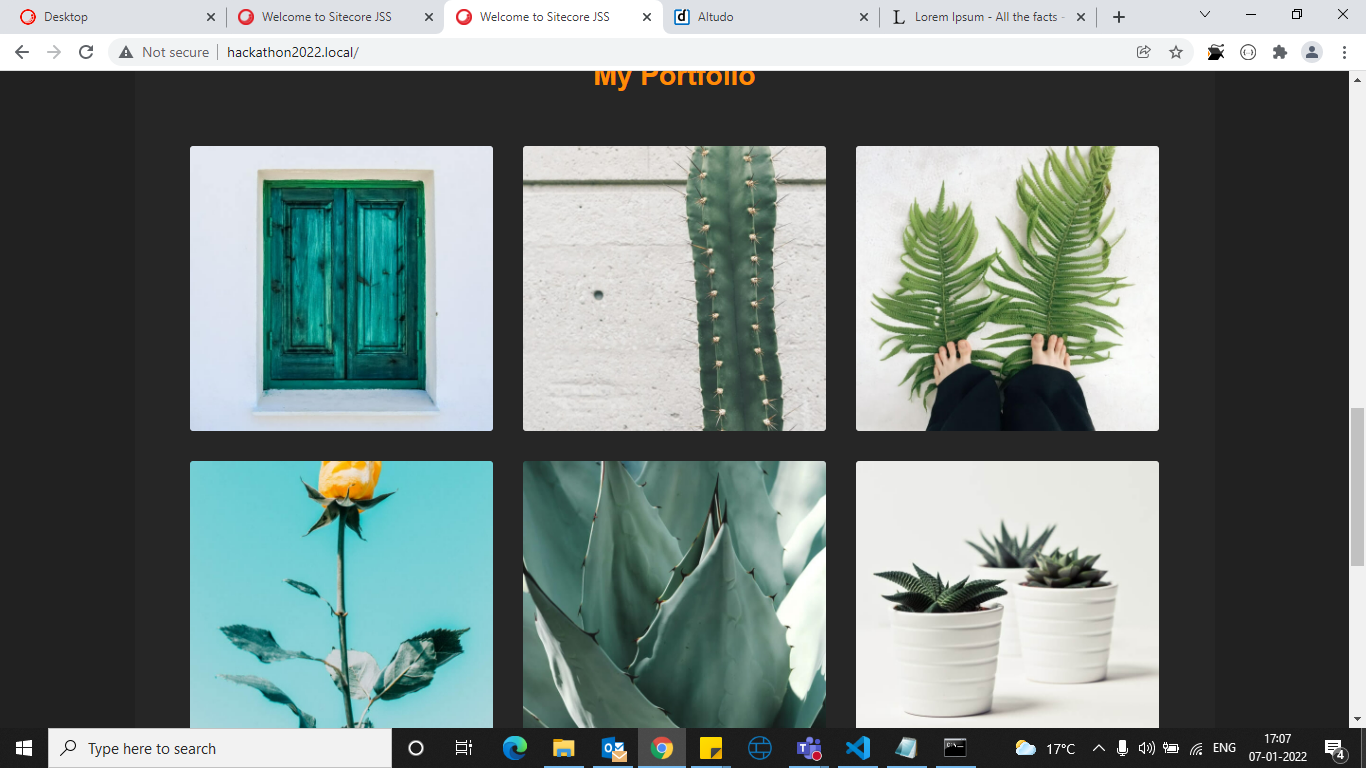 Desktop
Welcome to Sitecore JSS
Welcome to Sitecore JSS
Altudo
Lorem Ipsum - All the facts -
Not secure
hackathon2022.local/
My Portfolio
Type here to search
17°C
ENG
17:07
07-01-2022
4